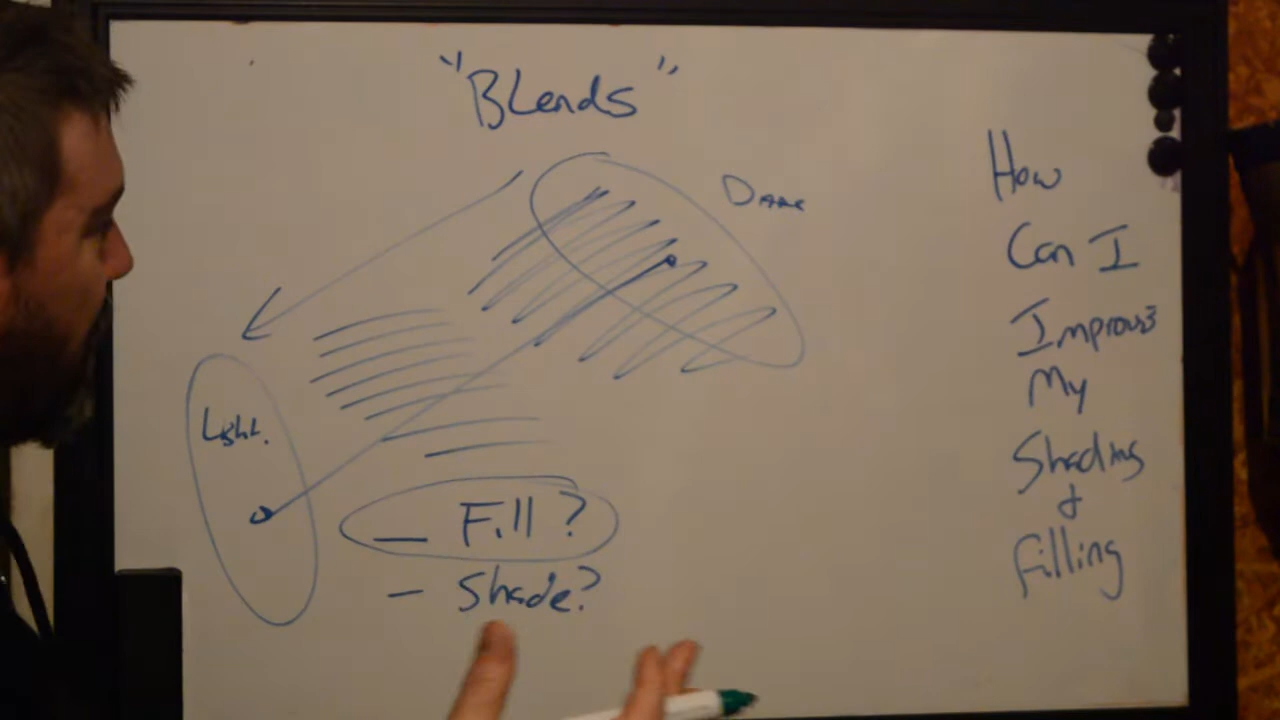 "Blends"
Dark
Light.
— Fill?
— Shade?
How
Can I
Improve
My
Shading
&
Filling